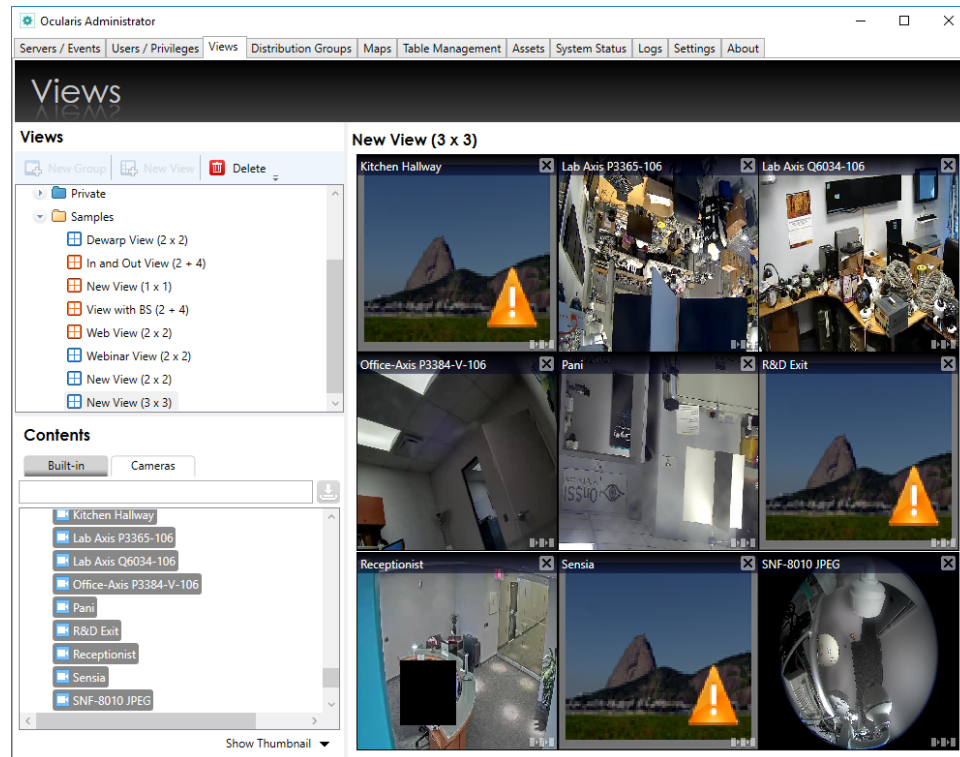 Ocularis Administrator
Servers / Events Users / Privileges Views Distribution Groups Maps Table Management Assets System Status Logs Settings About
Views
Views
New Group New View Delete
Private
Samples
Dewarp View (2 x 2)
In and Out View (2 + 4)
New View (1 x 1)
View with BS (2 + 4)
Web View (2 x 2)
Webinar View (2 x 2)
New View (2 x 2)
New View (3 x 3)
Contents
Built-in Cameras
Kitchen Hallway
Lab Axis P3365-106
Lab Axis Q6034-106
Office-Axis P3384-V-106
Pani
R&D Exit
Receptionist
Sensia
SNF-8010 JPEG
Show Thumbnail
New View (3 x 3)
Kitchen Hallway Lab Axis P3365-106 Lab Axis Q6034-106
Office-Axis P3384-V-106 Pani R&D Exit
Receptionist Sensia SNF-8010 JPEG